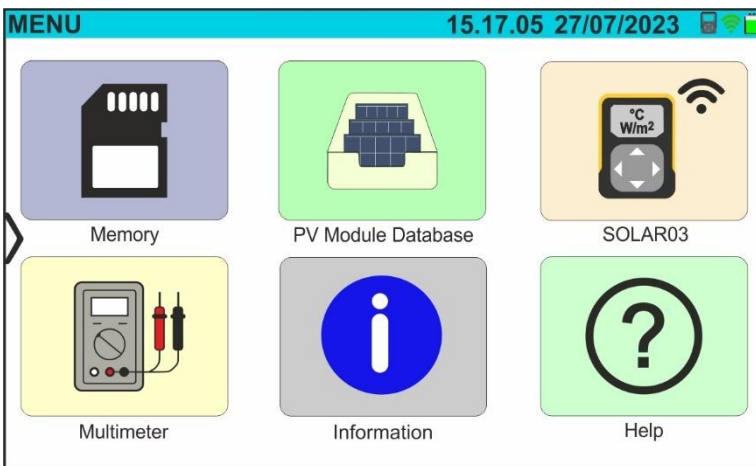 MENU 15.17.05 27/07/2023
°C
W/m²
Memory PV Module Database SOLAR03
Multimeter Information Help